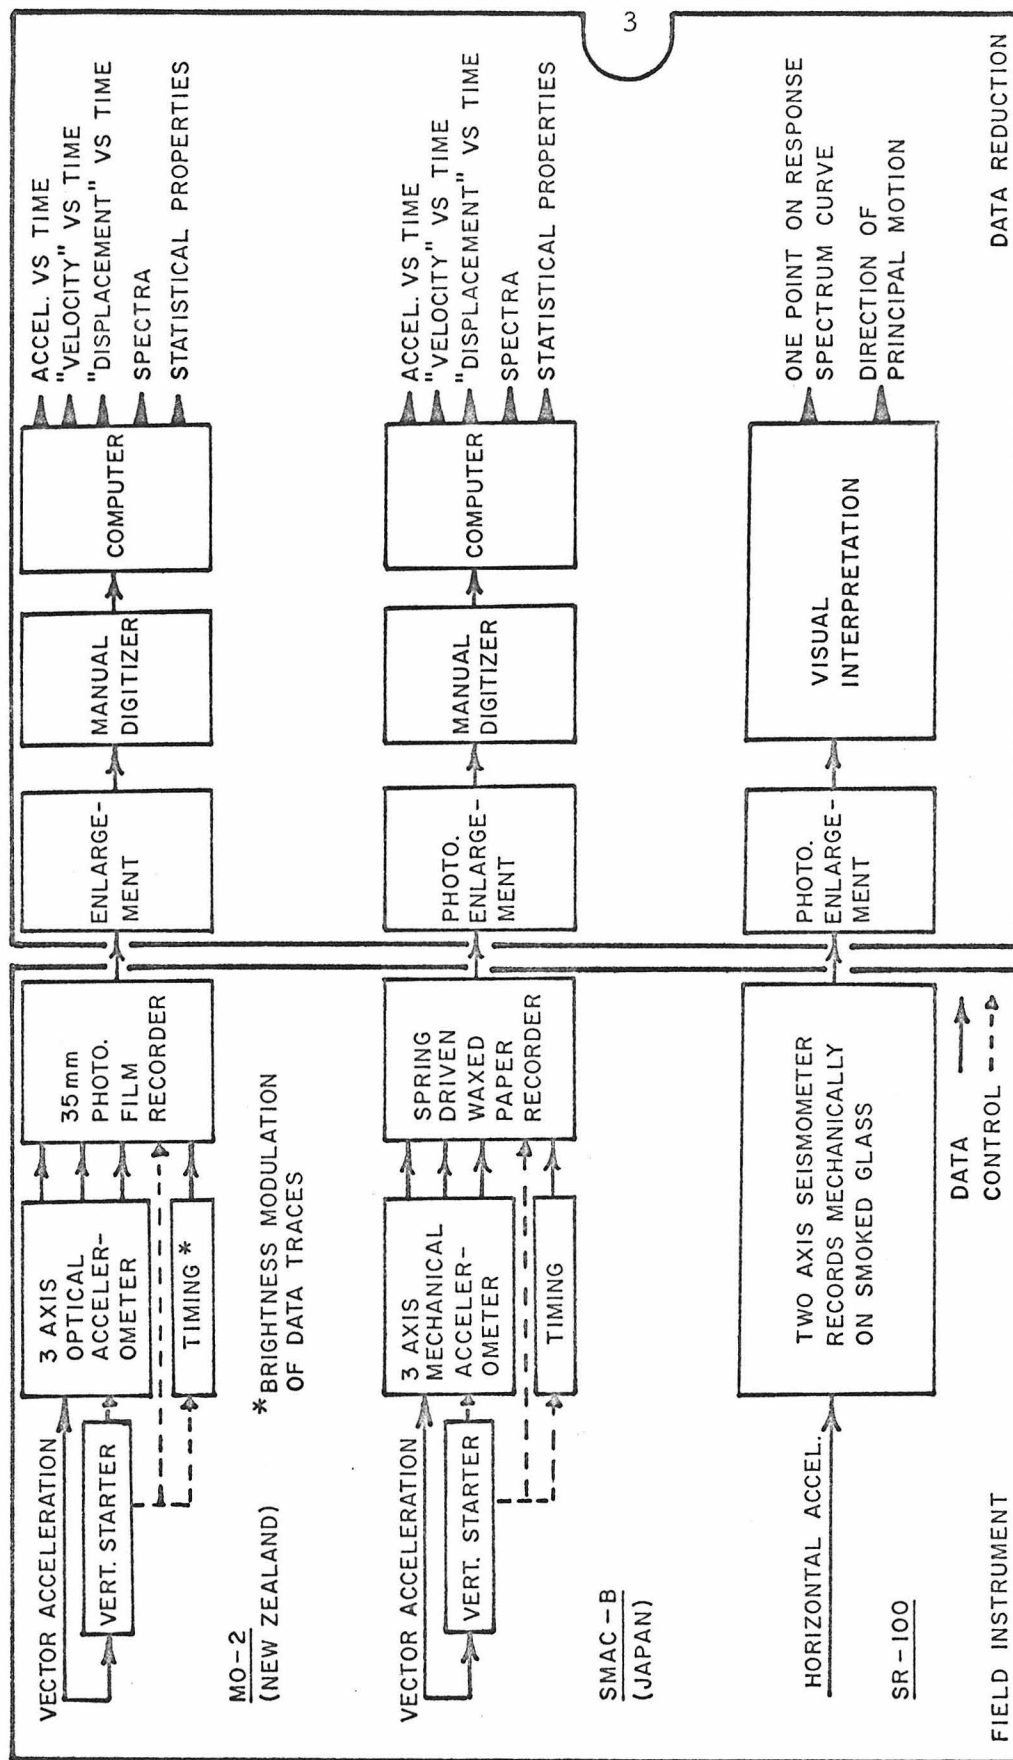 3
VECTOR ACCELERATION
VERT. STARTER
3 AXIS
OPTICAL
ACCELER-
OMETER
TIMING *
35mm
PHOTO.
FILM
RECORDER
ENLARGE-
MENT
MANUAL
DIGITIZER
COMPUTER
ACCEL. VS TIME
"VELOCITY" VS TIME
"DISPLACEMENT" VS TIME
SPECTRA
STATISTICAL PROPERTIES
MO-2
(NEW ZEALAND)
*BRIGHTNESS MODULATION
OF DATA TRACES
VECTOR ACCELERATION
VERT. STARTER
3 AXIS
MECHANICAL
ACCELER-
OMETER
TIMING
SPRING
DRIVEN
WAXED
PAPER
RECORDER
PHOTO.
ENLARGE-
MENT
MANUAL
DIGITIZER
COMPUTER
ACCEL. VS TIME
"VELOCITY" VS TIME
"DISPLACEMENT" VS TIME
SPECTRA
STATISTICAL PROPERTIES
SMAC-B
(JAPAN)
HORIZONTAL ACCEL.
TWO AXIS SEISMOMETER
RECORDS MECHANICALLY
ON SMOKED GLASS
PHOTO.
ENLARGE-
MENT
VISUAL
INTERPRETATION
ONE POINT ON RESPONSE
SPECTRUM CURVE
DIRECTION OF
PRINCIPAL MOTION
SR-100
DATA
CONTROL
FIELD INSTRUMENT
DATA REDUCTION